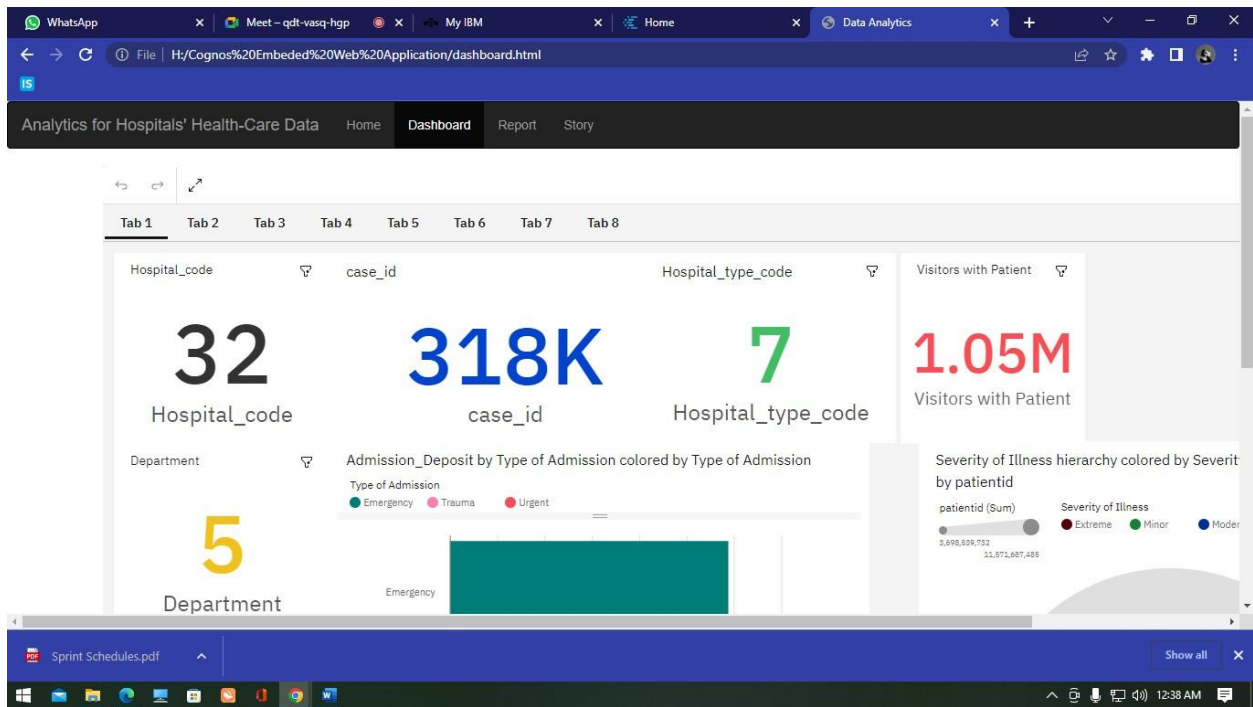 WhatsApp
Meet – qdt-vasq-hgp
My IBM
Home
Data Analytics
File | H:/Cognos%20Embeded%20Web%20Application/dashboard.html
IS
Analytics for Hospitals' Health-Care Data Home Dashboard Report Story
Tab 1 Tab 2 Tab 3 Tab 4 Tab 5 Tab 6 Tab 7 Tab 8
Hospital_code
32
Hospital_code
case_id
318K
case_id
Hospital_type_code
7
Hospital_type_code
Visitors with Patient
1.05M
Visitors with Patient
Department
5
Department
Admission_Deposit by Type of Admission colored by Type of Admission
Type of Admission
Emergency Trauma Urgent
Emergency
Severity of Illness hierarchy colored by Severit
by patientid
patientid (Sum)
11,571,687,488
Severity of Illness
Extreme Minor Moder
PDF
Sprint Schedules.pdf
Show all
12:38 AM